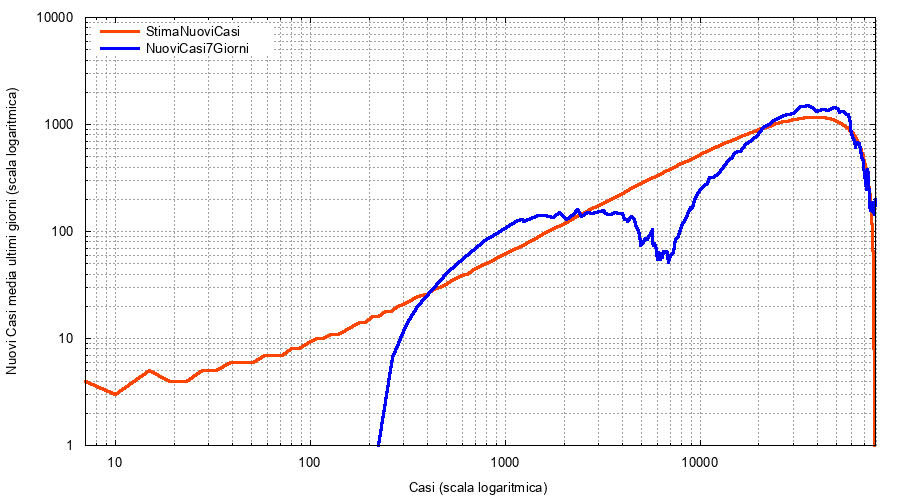 StimaNuoviCasi
NuoviCasi7Giorni
10000
1000
100
10
1
Nuovi Casi media ultimi giorni (scala logaritmica)
10
100
1000
10000
Casi (scala logaritmica)